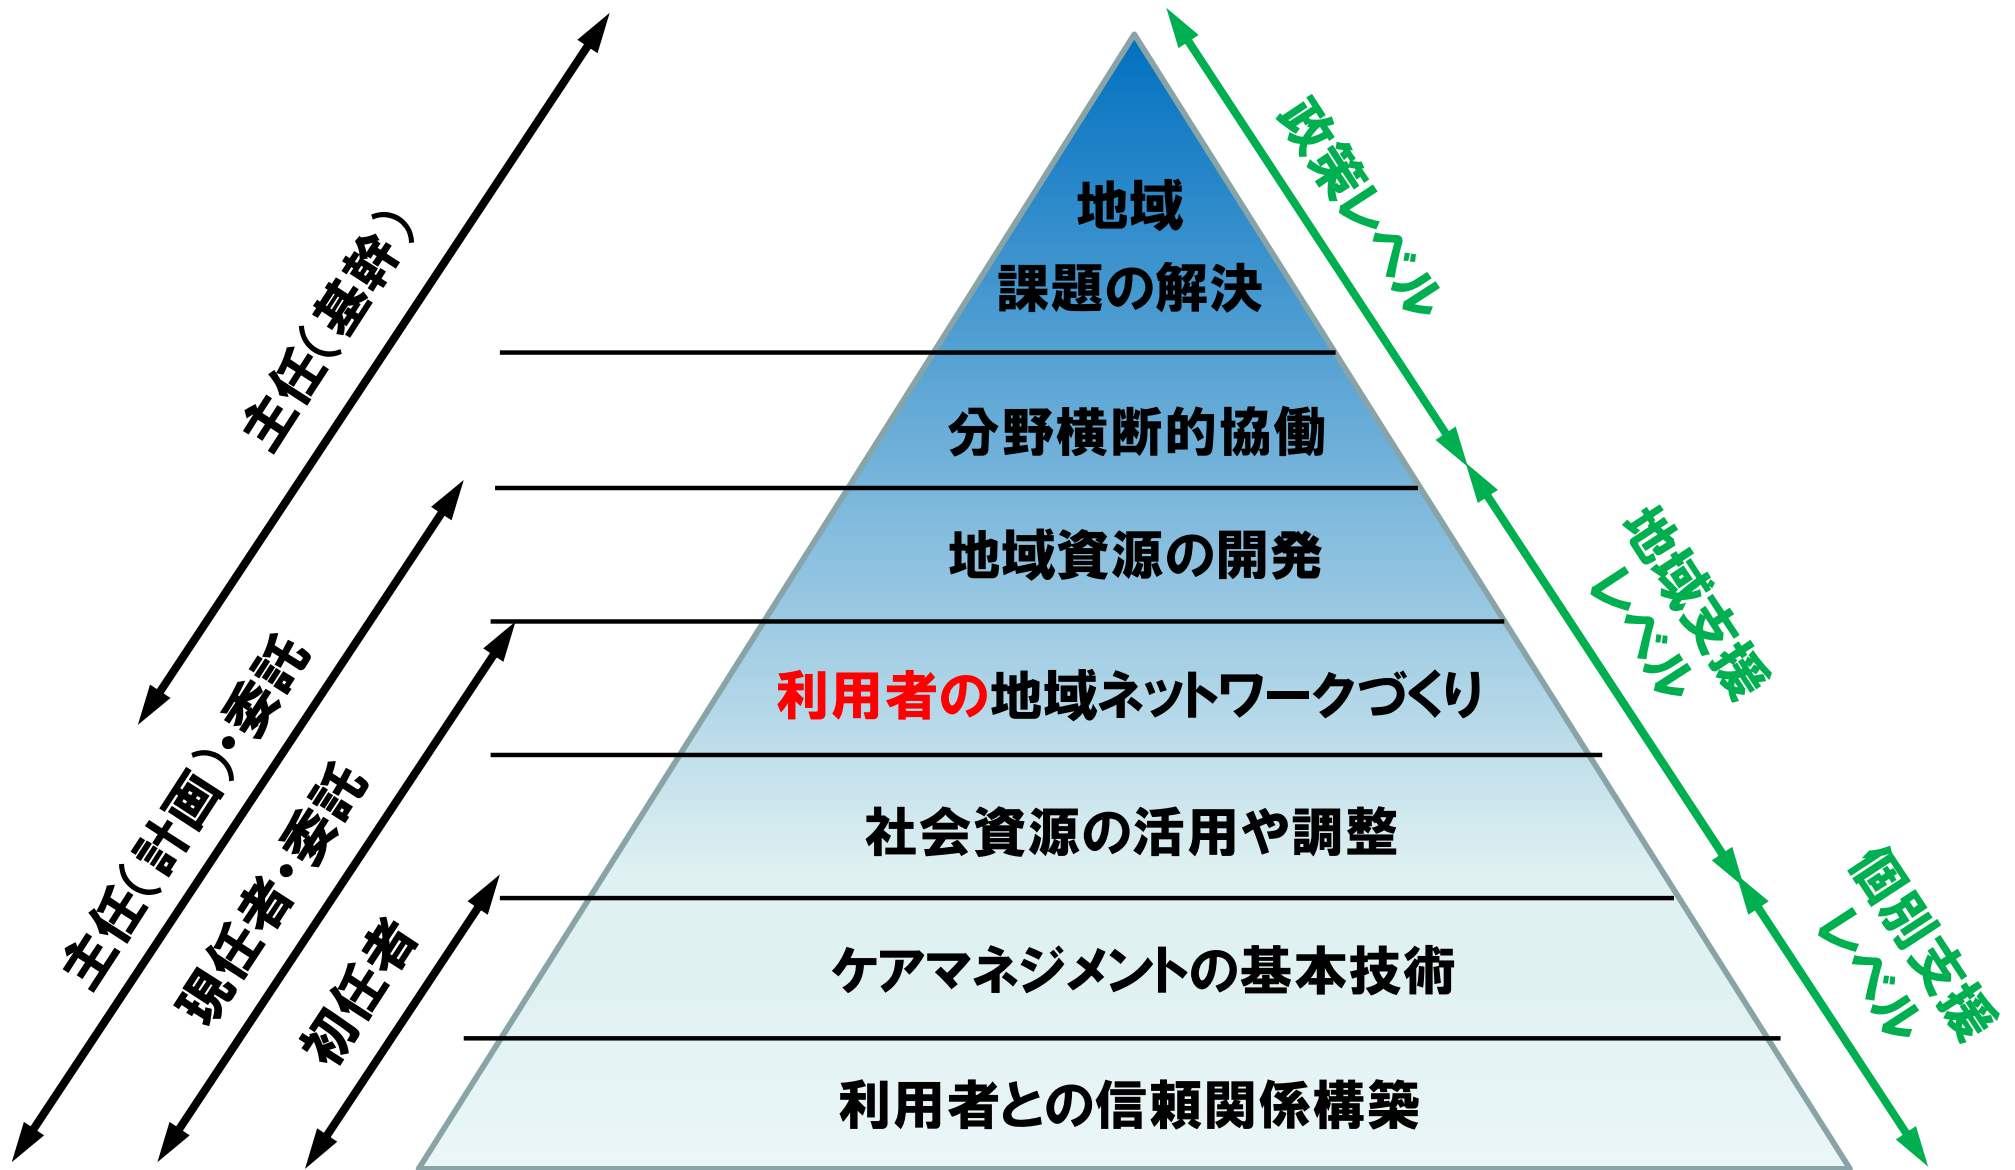 地域
課題の解決
分野横断的協働
地域資源の開発
利用者の地域ネットワークづくり
社会資源の活用や調整
ケアマネジメントの基本技術
利用者との信頼関係構築
主任(基幹)
主任(計画)・委託
現任者・委託
初任者
政策レベル
地域支援
レベル
個別支援
レベル